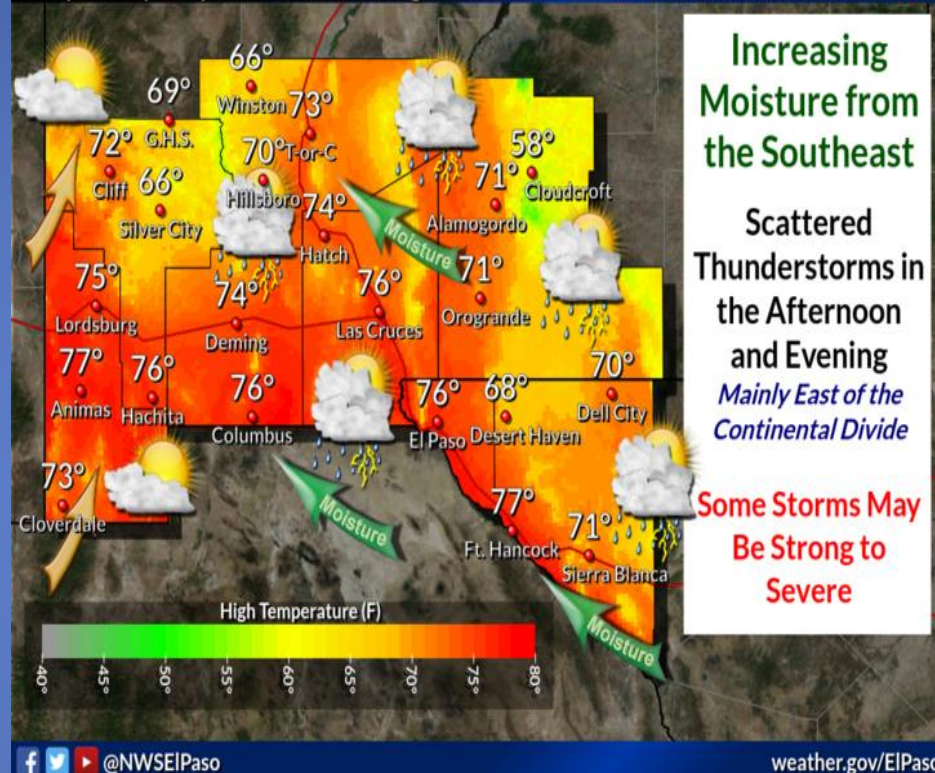 Increasing
Moisture from
the Southeast
Scattered
Thunderstorms in
the Afternoon
and Evening
Mainly East of the
Continental Divide
Some Storms May
Be Strong to
Severe
66°
Winston
69°
G.H.S.
73°
T-or-C
72°
Cliff
70°
Hillsboro
58°
Cloudcroft
66°
Silver City
74°
Hatch
71°
Alamogordo
Moisture
75°
Lordsburg
74°
Deming
76°
Las Cruces
71°
Orogrande
77°
Animas
76°
Hachita
76°
Columbus
76°
El Paso
68°
Desert Haven
70°
Dell City
73°
Cloverdale
Moisture
77°
Ft. Hancock
71°
Sierra Blanca
Moisture
High Temperature (F)
40° 45° 50° 55° 60° 65° 70° 75° 80°
@NWSElPaso
weather.gov/ElPaso